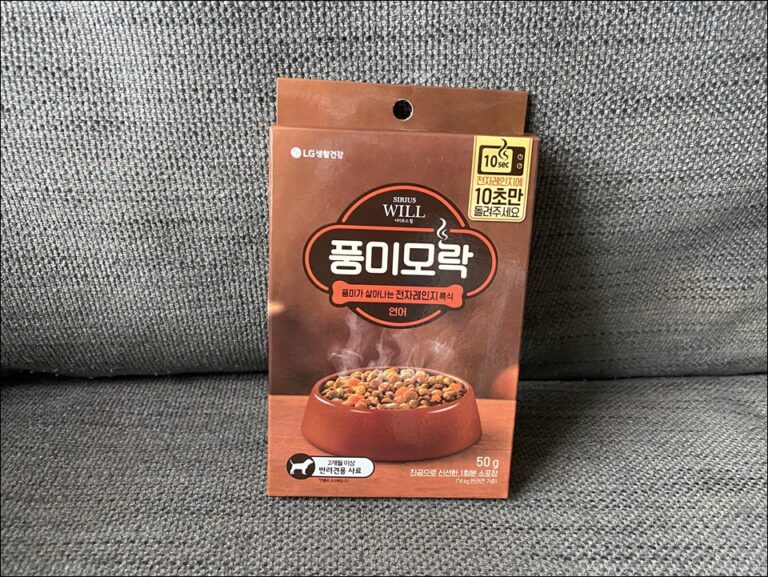 LG생활건강
10sec
전자레인지에
10초만
돌려주세요
SIRIUS
WILL
시리우스 윌
풍미모락
풍미가 살아나는 전자레인지 특식
연어
2개월 이상
반려견용 사료
50 g
진공으로 신선한, 1회분 소포장